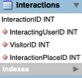 Interactions
InteractionID INT
InteractingUserID INT
VisitorID INT
InteractionPlaceID INT
Indexes